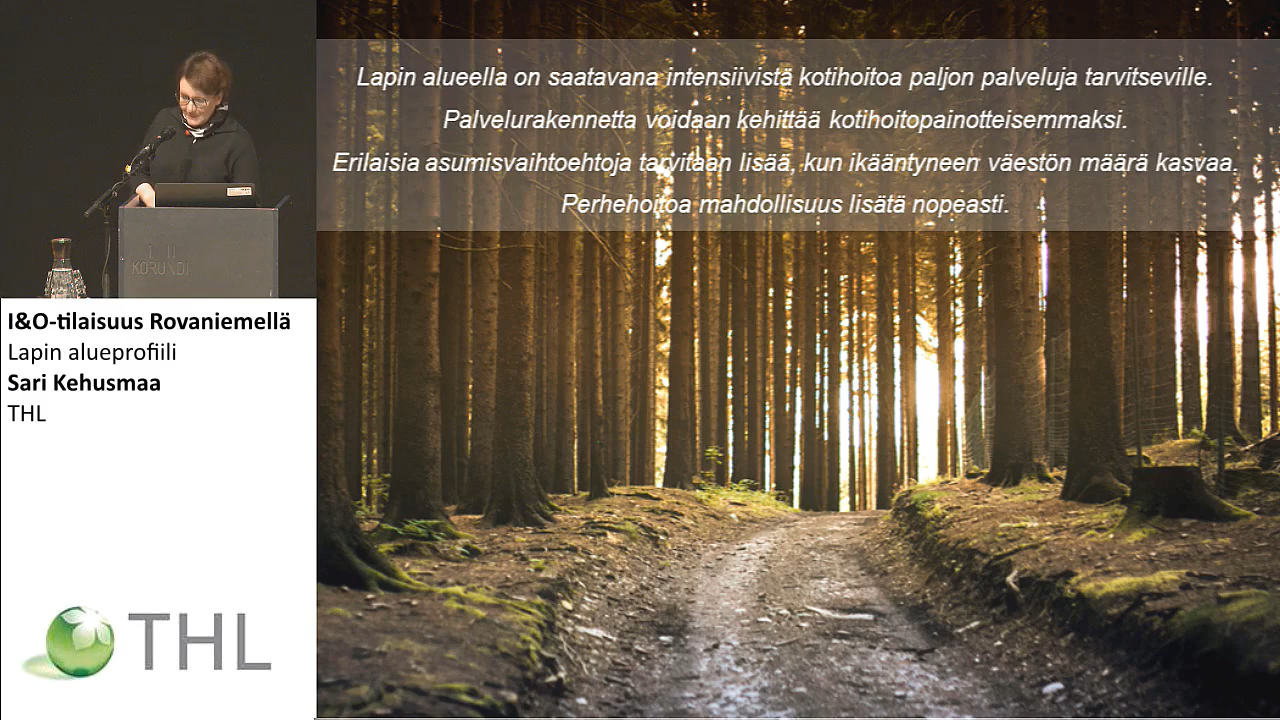 Lapin alueella on saatavana intensiivistä kotihoitoa paljon palveluja tarvitseville.
Palvelurakennetta voidaan kehittää kotihoitopainotteisemmaksi.
Erilaisia asumisvaihtoehtoja tarvitaan lisää, kun ikääntyneen väestön määrä kasvaa.
Perhehoitoa mahdollisuus lisätä nopeasti.
KORUNDI
I&O-tilaisuus Rovaniemellä
Lapin alueprofiili
Sari Kehusmaa
THL
THL